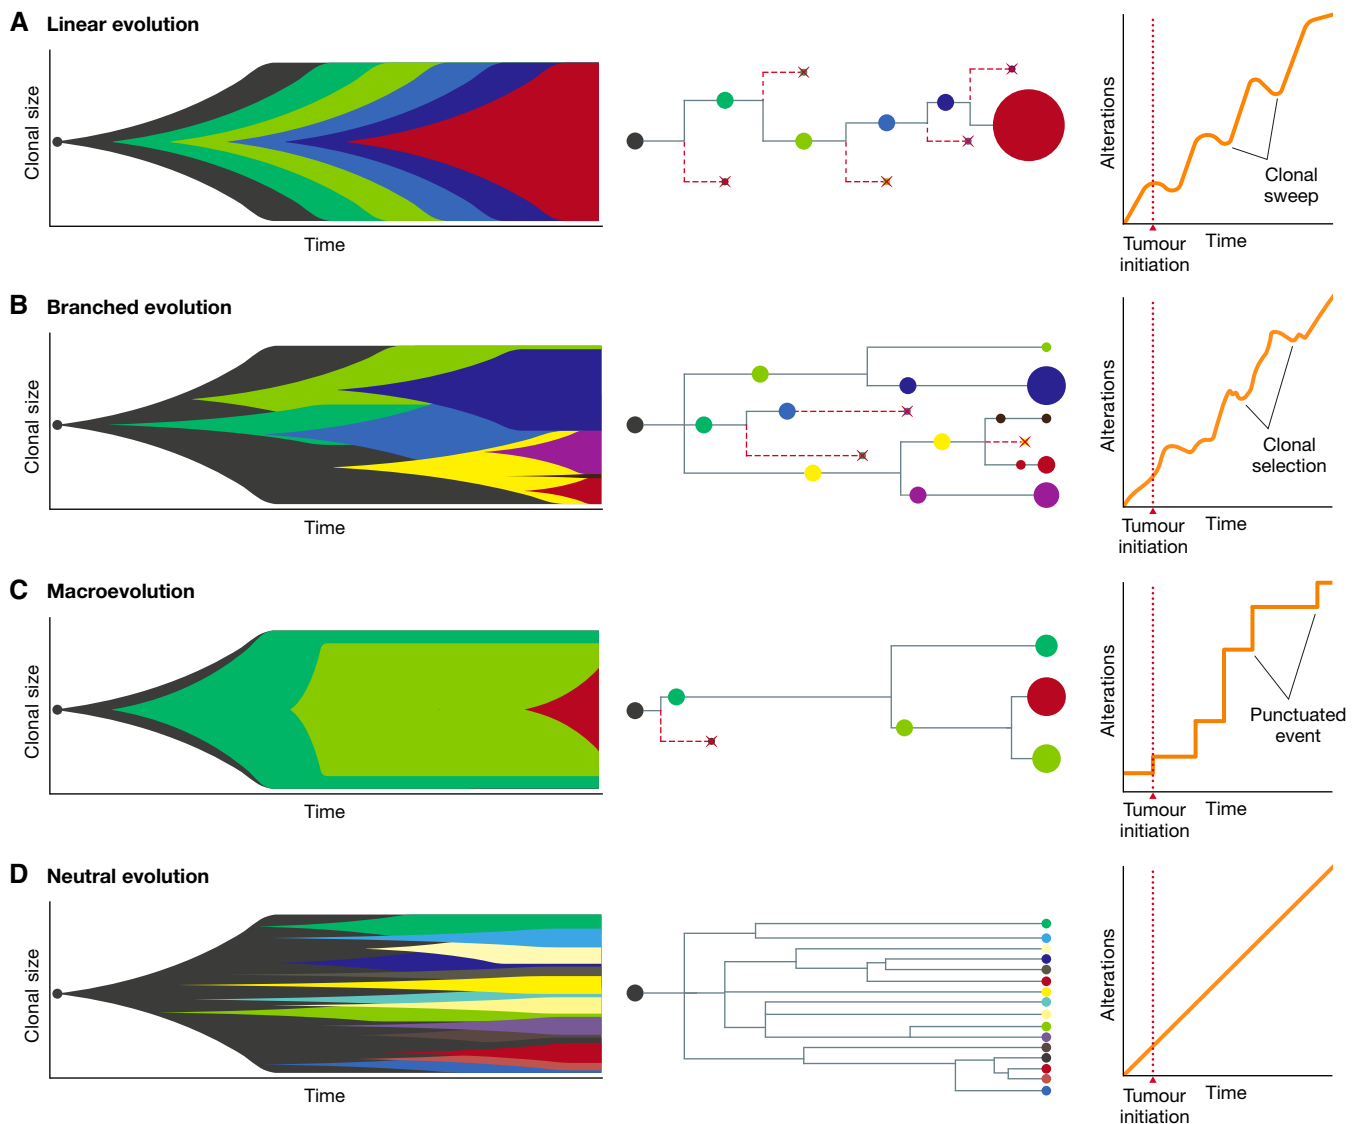 A Linear evolution
Clonal size
Time
Alterations
Clonal
sweep
Tumour
initiation
Time
B Branched evolution
Clonal size
Time
Alterations
Clonal
selection
Tumour
initiation
Time
C Macroevolution
Clonal size
Time
Alterations
Punctuated
event
Tumour
initiation
Time
D Neutral evolution
Clonal size
Time
Alterations
Tumour
initiation
Time